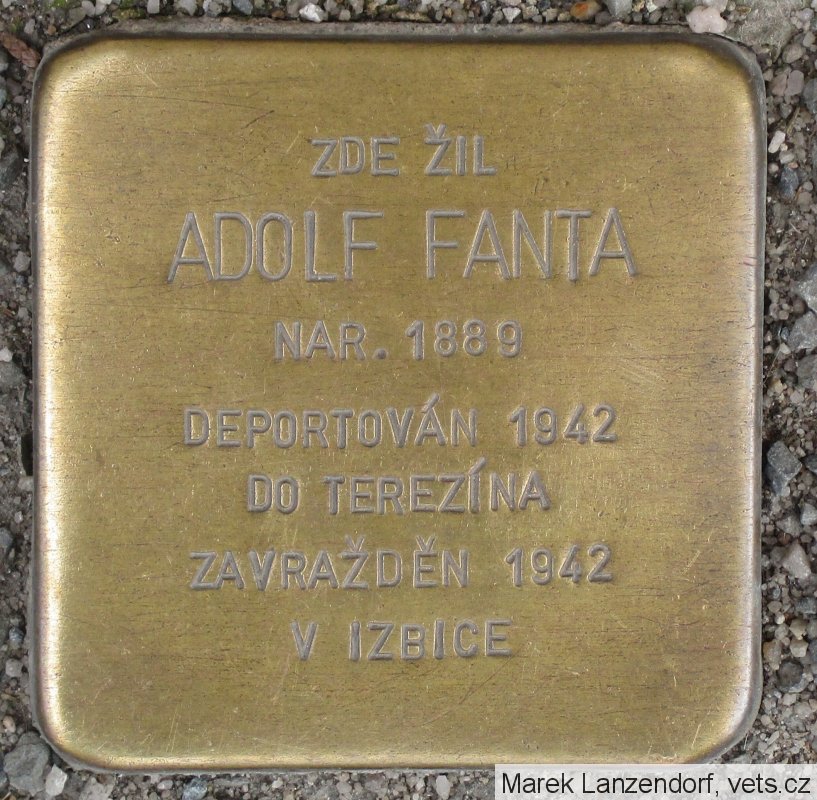 ZDE ŽIL
ADOLF FANTA
NAR. 1889
DEPORTOVÁN 1942
DO TEREZÍNA
ZAVRAŽDĚN 1942
V IZBICE
Marek Lanzendorf, vets.cz